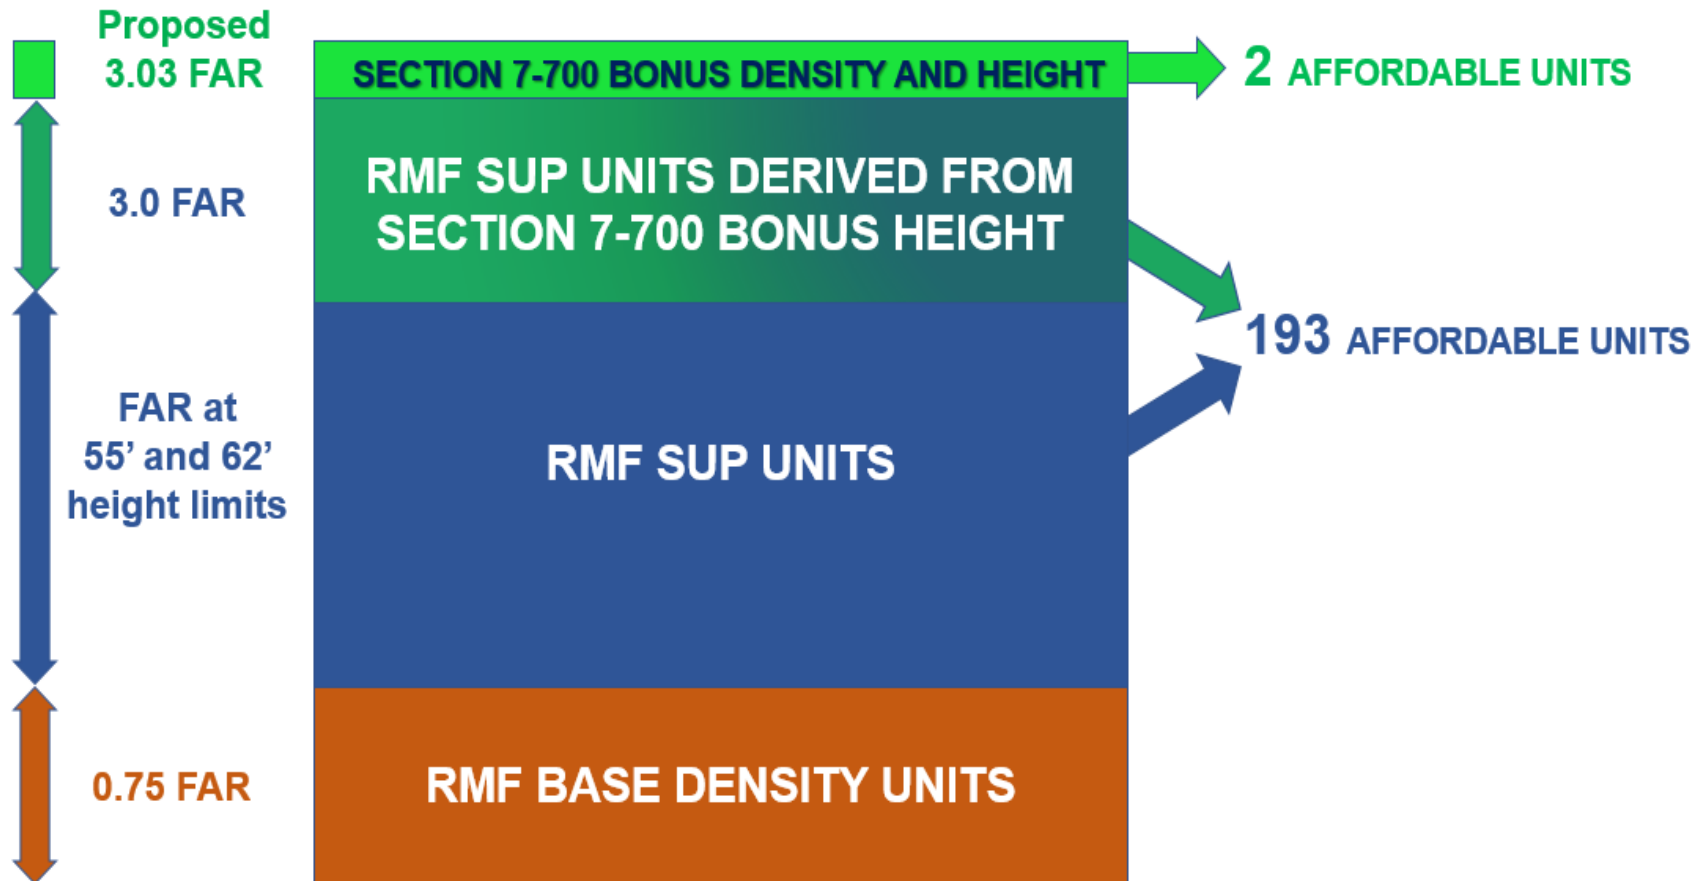 Proposed
3.03 FAR
SECTION 7-700 BONUS DENSITY AND HEIGHT
2 AFFORDABLE UNITS
3.0 FAR
RMF SUP UNITS DERIVED FROM
SECTION 7-700 BONUS HEIGHT
193 AFFORDABLE UNITS
FAR at
55’ and 62’
height limits
RMF SUP UNITS
0.75 FAR
RMF BASE DENSITY UNITS